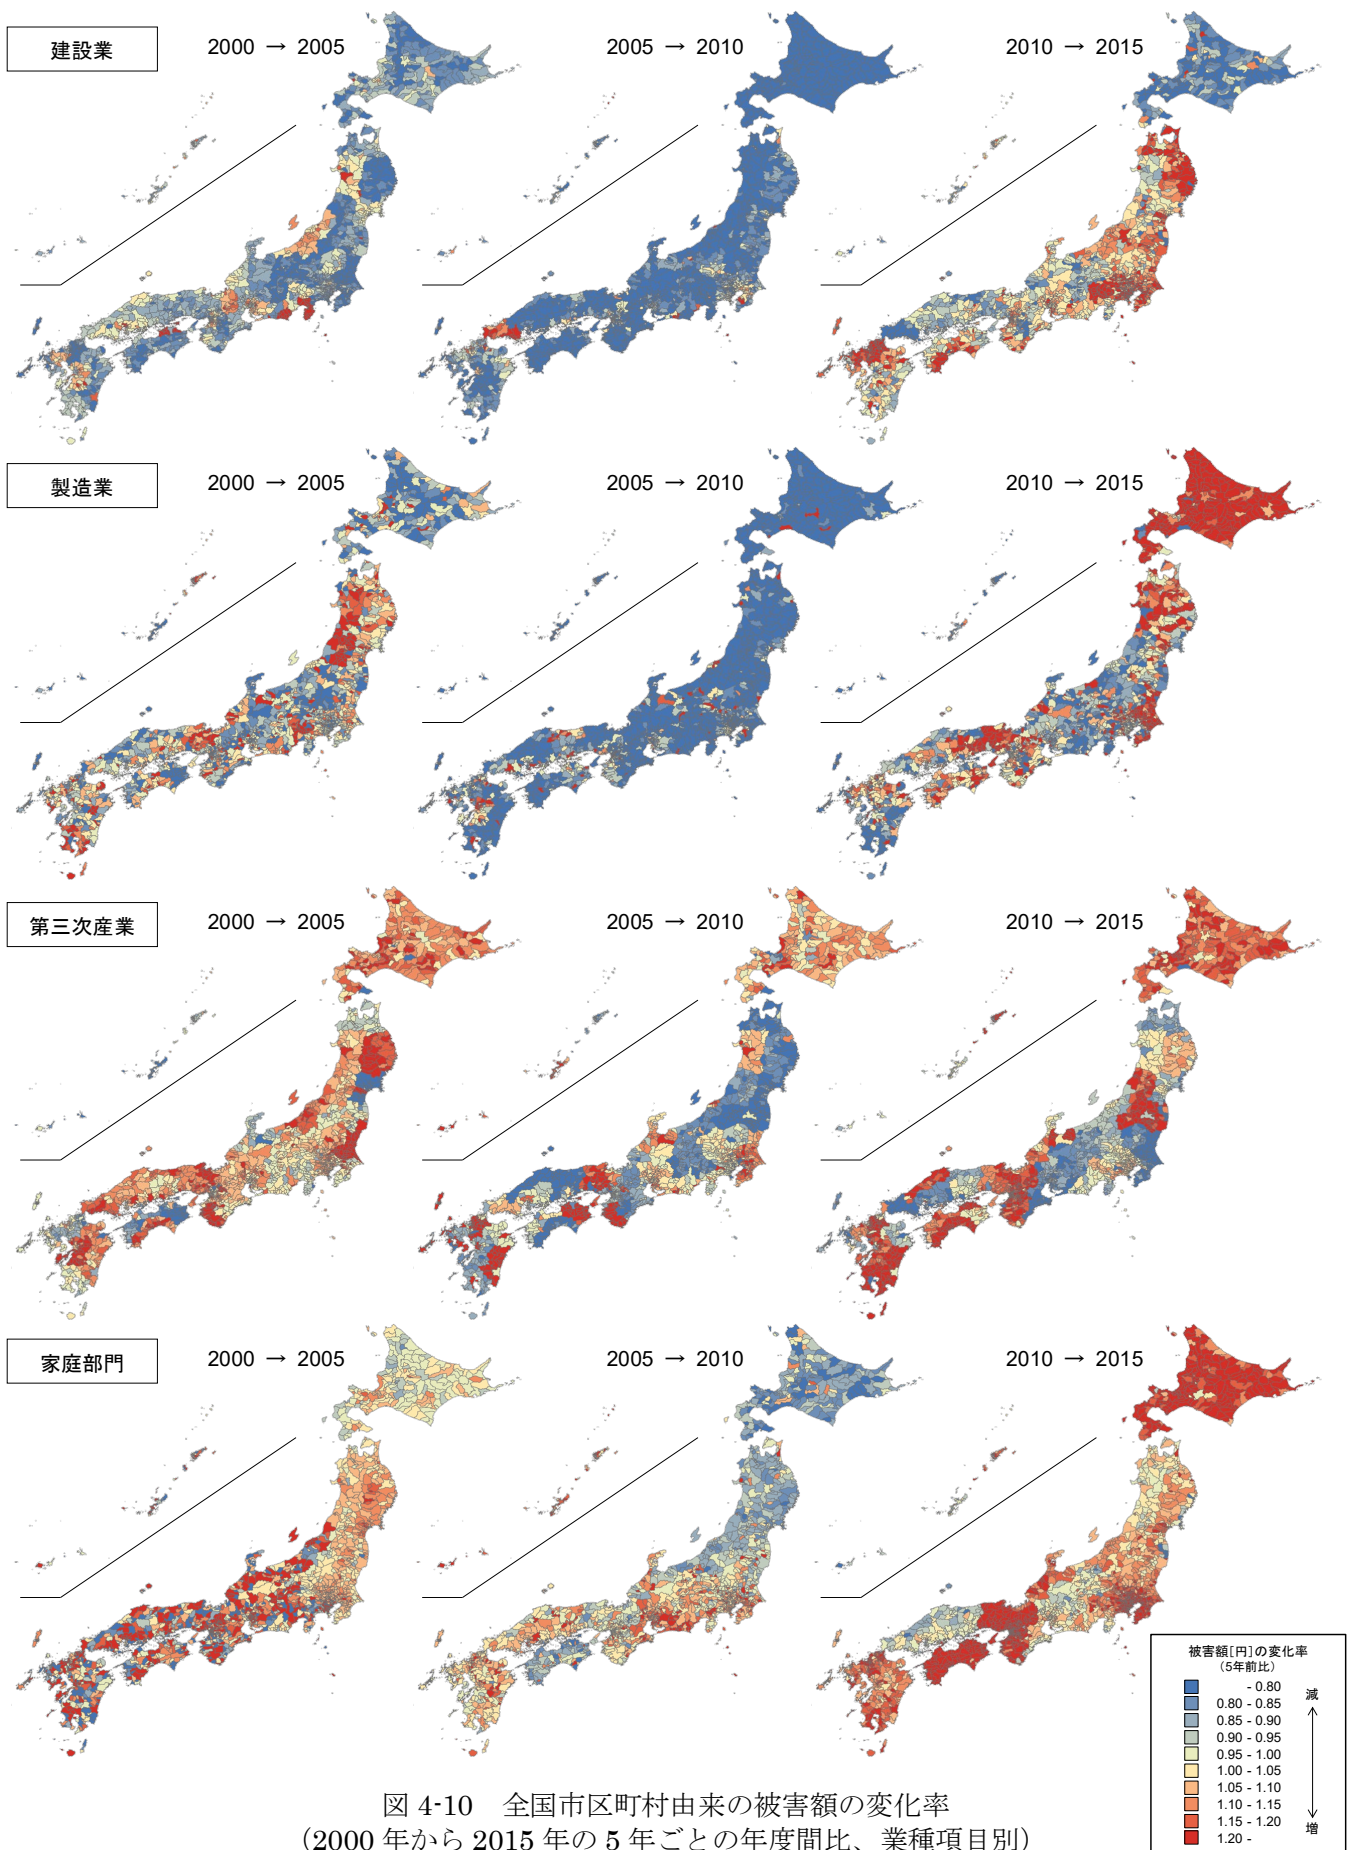 建設業
2000 → 2005
2005 → 2010
2010 → 2015
製造業
2000 → 2005
2005 → 2010
2010 → 2015
第三次産業
2000 → 2005
2005 → 2010
2010 → 2015
家庭部門
2000 → 2005
2005 → 2010
2010 → 2015
被害額[円]の変化率
(5年前比)
- 0.80
0.80 - 0.85
0.85 - 0.90
0.90 - 0.95
0.95 - 1.00
1.00 - 1.05
1.05 - 1.10
1.10 - 1.15
1.15 - 1.20
1.20 -
減
増
図 4-10 全国市区町村由来の被害額の変化率
(2000 年から 2015 年の 5 年ごとの年度間比、業種項目別)